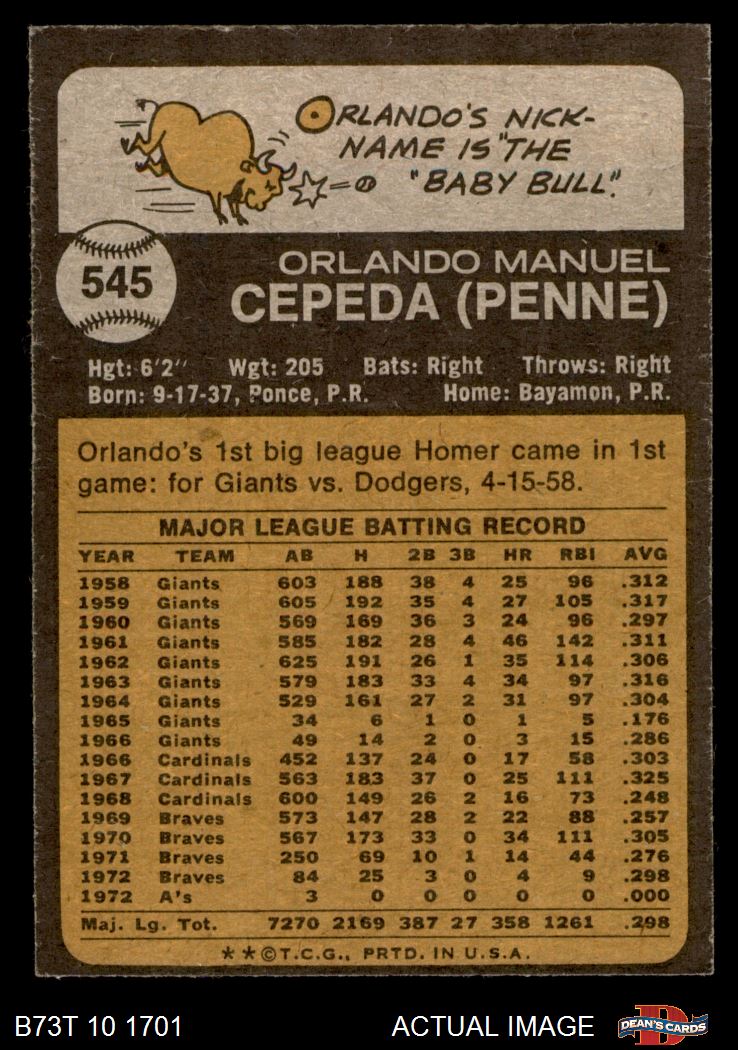 ORLANDO'S NICK-
NAME IS "THE
"BABY BULL".
545
ORLANDO MANUEL
CEPEDA (PENNE)
Hgt: 6'2" Wgt: 205 Bats: Right Throws: Right
Born: 9-17-37, Ponce, P.R. Home: Bayamon, P.R.
Orlando's 1st big league Homer came in 1st
game: for Giants vs. Dodgers, 4-15-58.
MAJOR LEAGUE BATTING RECORD
YEAR TEAM AB H 2B 3B HR RBI AVG
1958 Giants 603 188 38 4 25 96 .312
1959 Giants 605 192 35 4 27 105 .317
1960 Giants 569 169 36 3 24 96 .297
1961 Giants 585 182 28 4 46 142 .311
1962 Giants 625 191 26 1 35 114 .306
1963 Giants 579 183 33 4 34 97 .316
1964 Giants 529 161 27 2 31 97 .304
1965 Giants 34 6 1 0 1 5 .176
1966 Giants 49 14 2 0 3 15 .286
1966 Cardinals 452 137 24 0 17 58 .303
1967 Cardinals 563 183 37 0 25 111 .325
1968 Cardinals 600 149 26 2 16 73 .248
1969 Braves 573 147 28 2 22 88 .257
1970 Braves 567 173 33 0 34 111 .305
1971 Braves 250 69 10 1 14 44 .276
1972 Braves 84 25 3 0 4 9 .298
1972 A's 3 0 0 0 0 0 .000
Maj. Lg. Tot. 7270 2169 387 27 358 1261 .298
**©T.C.G., PRTD. IN U.S.A.
B73T 10 1701 ACTUAL IMAGE
D
DEAN'S CARDS